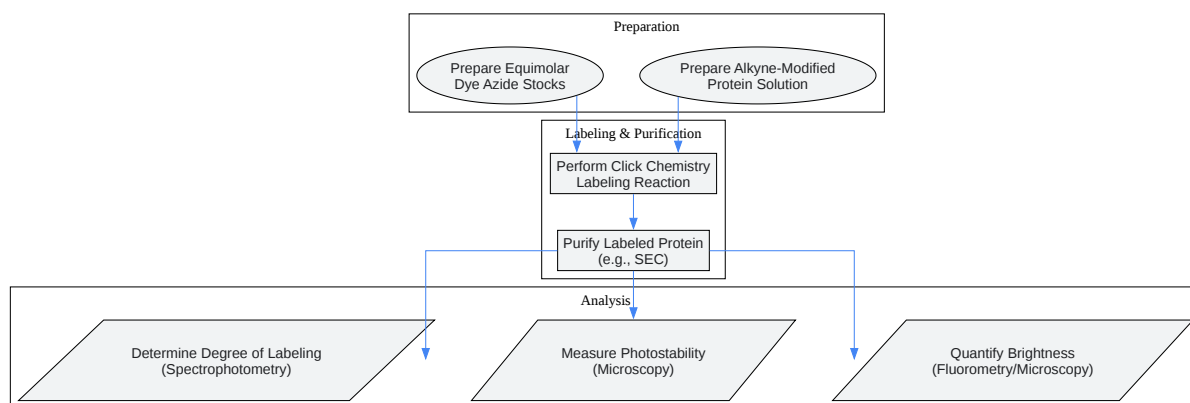 Preparation
Prepare Equimolar
Dye Azide Stocks
Prepare Alkyne-Modified
Protein Solution
Labeling & Purification
Perform Click Chemistry
Labeling Reaction
Purify Labeled Protein
(e.g., SEC)
Analysis
Determine Degree of Labeling
(Spectrophotometry)
Measure Photostability
(Microscopy)
Quantify Brightness
(Fluorometry/Microscopy)